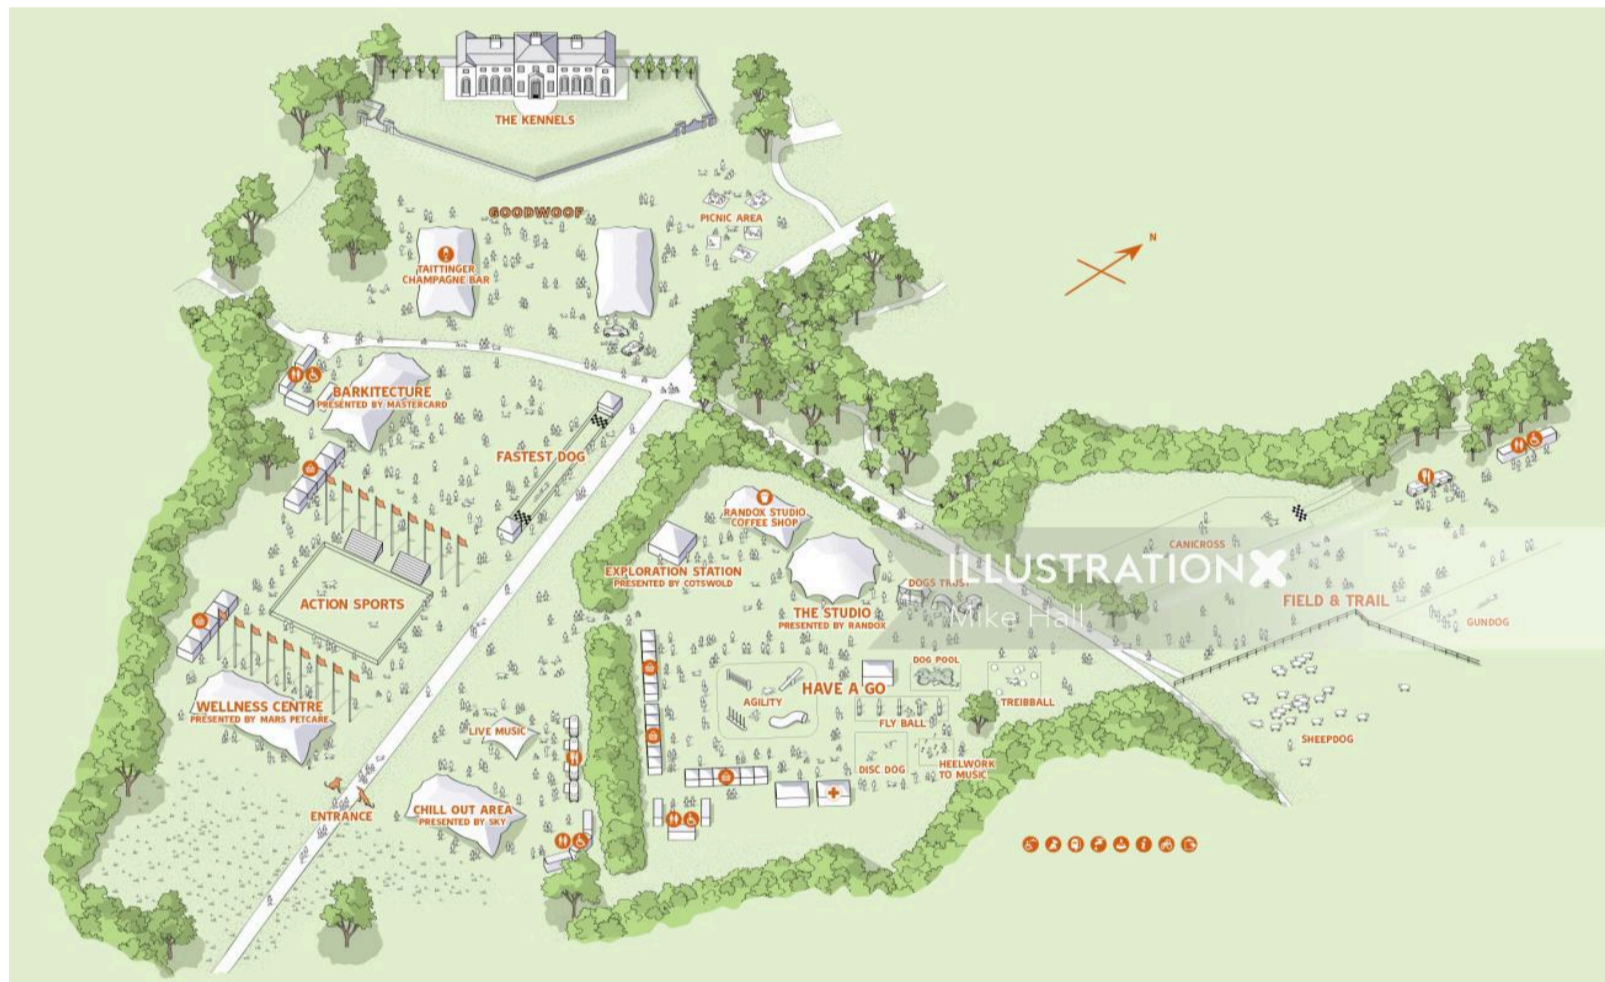 THE KENNELS
GOODWOOF
PICNIC AREA
TAITTINGER
CHAMPAGNE BAR
N
BARKITECTURE
PRESENTED BY MASTERCARD
FASTEST DOG
RANDOX STUDIO
COFFEE SHOP
EXPLORATION STATION
PRESENTED BY COTSWOLD
THE STUDIO
PRESENTED BY RANDOX
DOGS TRUST
ILLUSTRATIONX
Mike Hall
CANICROSS
FIELD & TRAIL
GUNDOG
SHEEPDOG
ACTION SPORTS
WELLNESS CENTRE
PRESENTED BY MARS PETCARE
LIVE MUSIC
CHILL OUT AREA
PRESENTED BY SKY
ENTRANCE
HAVE A GO
AGILITY
DOG POOL
TREIBBALL
FLY BALL
DISC DOG
HEELWORK
TO MUSIC